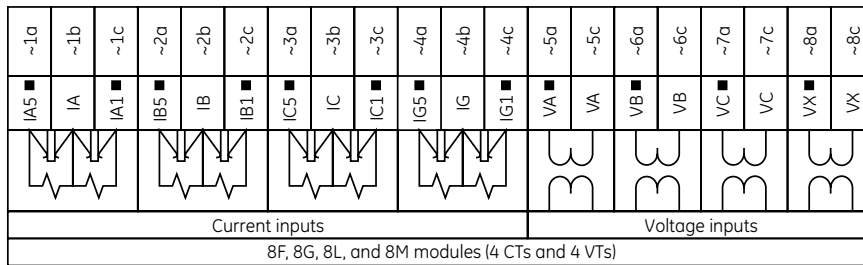 ~1a ~1b ~1c ~2a ~2b ~2c ~3a ~3b ~3c ~4a ~4b ~4c ~5a ~5c ~6a ~6c ~7a ~7c ~8a ~8c
IA5 IA IA1 IB5 IB IB1 IC5 IC IC1 IG5 IG IG1 VA VA VB VB VC VC VX VX
Current inputs Voltage inputs
8F, 8G, 8L, and 8M modules (4 CTs and 4 VTs)